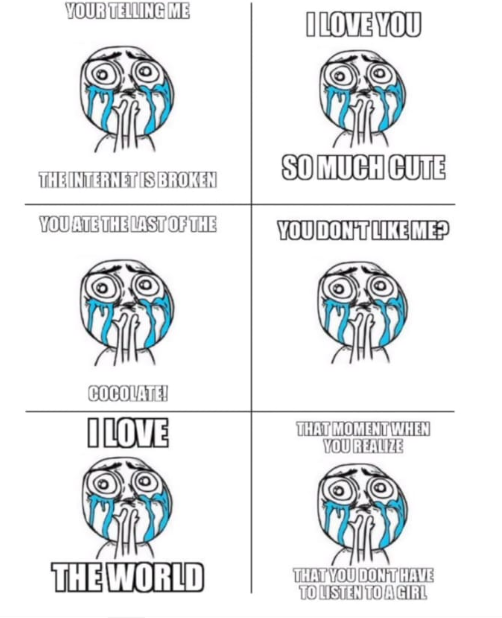 YOUR TELLING ME
THE INTERNET IS BROKEN
I LOVE YOU
SO MUCH CUTE
YOU ATE THE LAST OF THE
COCOLATE!
YOU DON'T LIKE ME?
I LOVE
THE WORLD
THAT MOMENT WHEN
YOU REALIZE
THAT YOU DON'T HAVE
TO LISTEN TO A GIRL